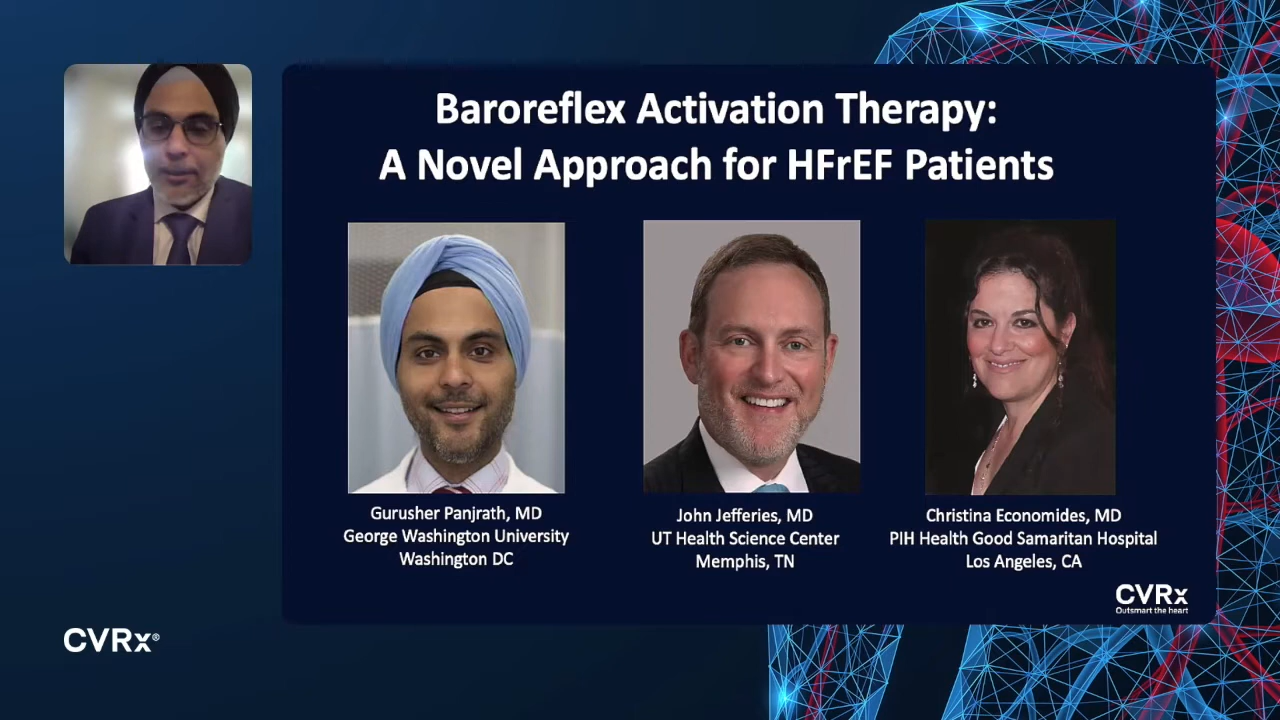 Baroreflex Activation Therapy:
A Novel Approach for HFrEF Patients
Gurusher Panjrath, MD
George Washington University
Washington DC
John Jefferies, MD
UT Health Science Center
Memphis, TN
Christina Economides, MD
PIH Health Good Samaritan Hospital
Los Angeles, CA
CVRx
Outsmart the heart
CVRx®